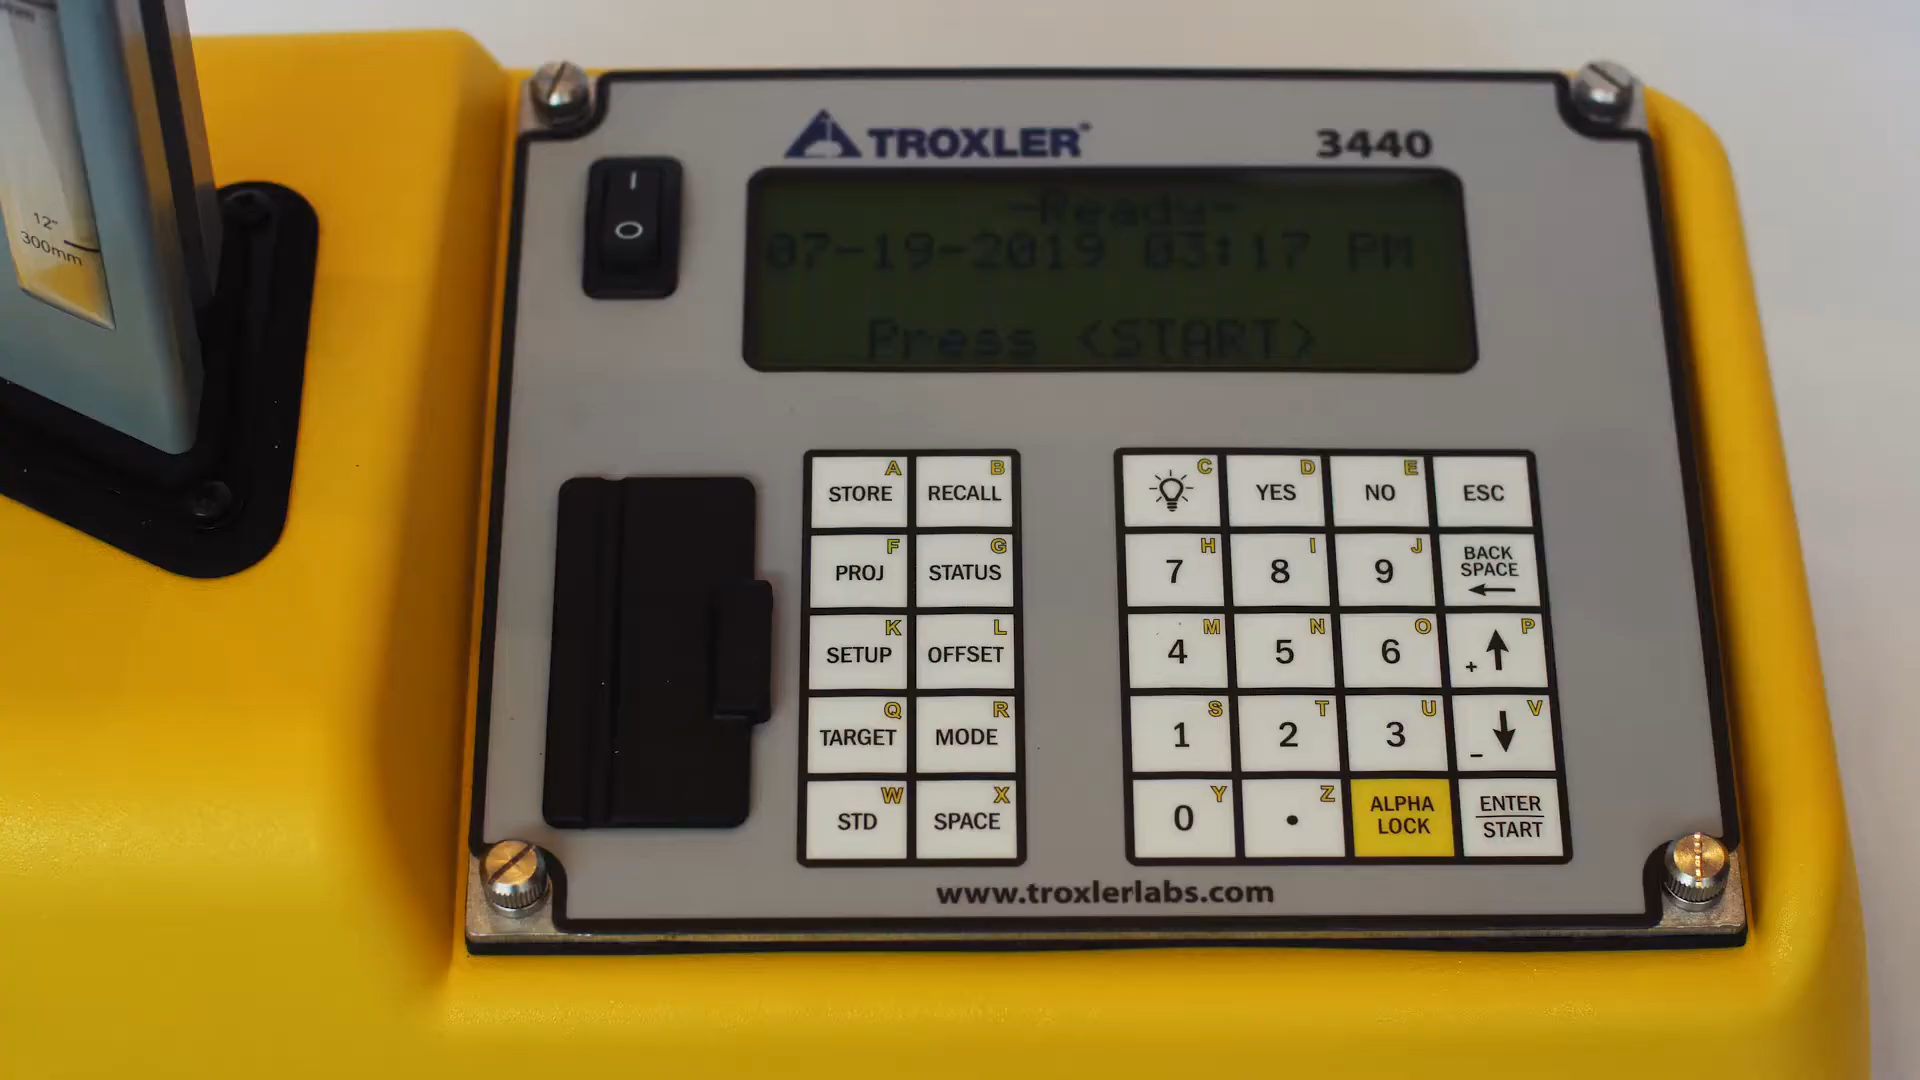 12"
300mm
TROXLER
3440
-Ready-
07-19-2019 03:17 PM
Press <START>
I
O
A
STORE
B
RECALL
F
PROJ
G
STATUS
K
SETUP
L
OFFSET
Q
TARGET
R
MODE
W
STD
X
SPACE
C
D
YES
E
NO
ESC
H
7
I
8
J
9
BACK
SPACE
M
4
N
5
O
6
P
+
S
1
T
2
U
3
V
-
Y
0
Z
.
ALPHA
LOCK
ENTER
START
www.troxlerlabs.com